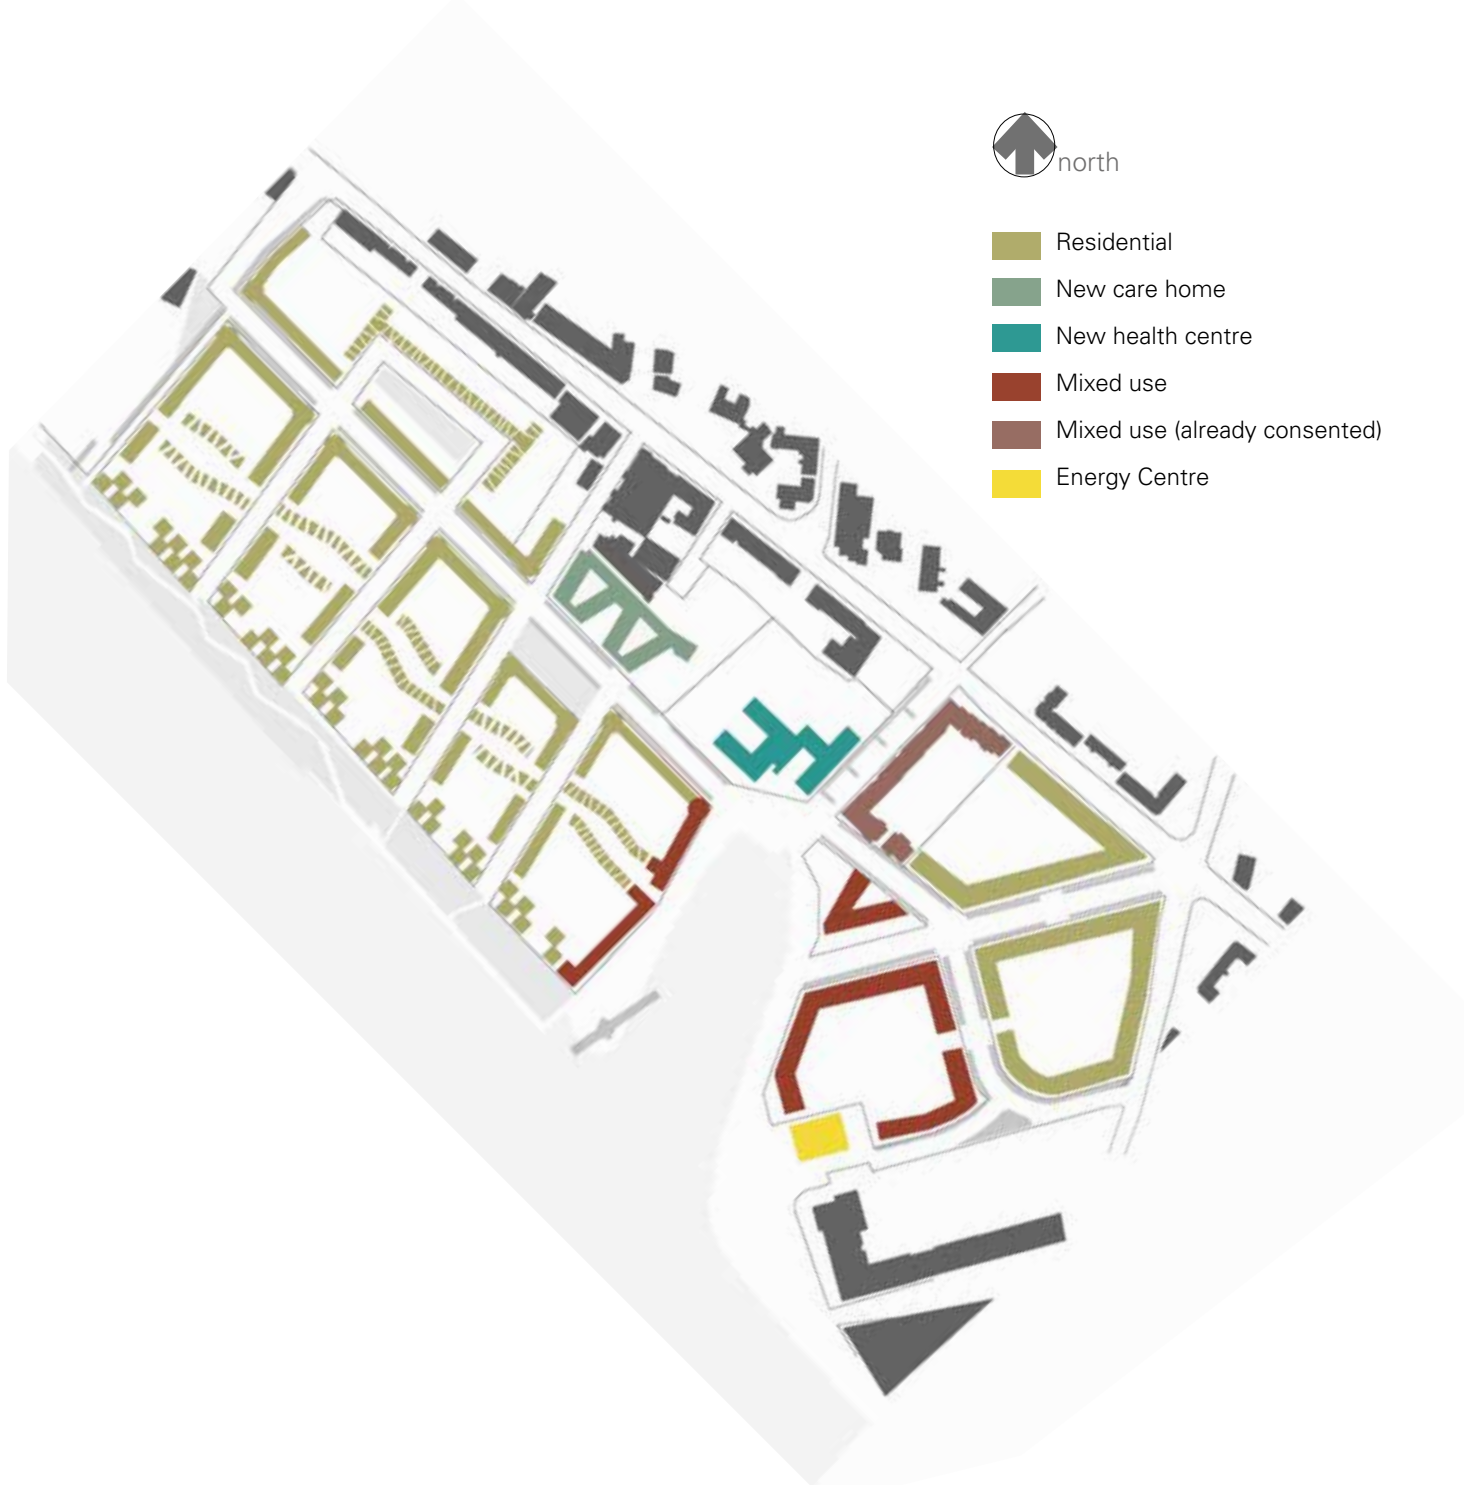 north
Residential
New care home
New health centre
Mixed use
Mixed use (already consented)
Energy Centre